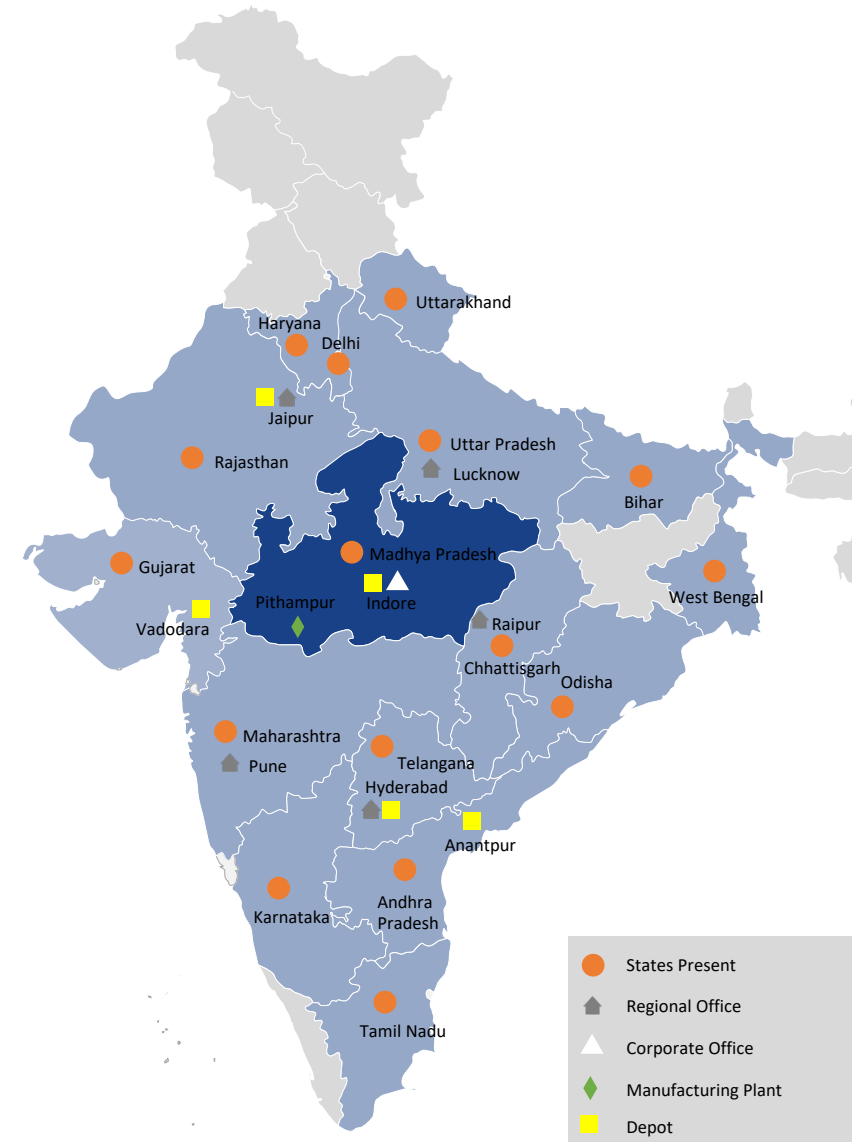 Uttarakhand
Haryana
Delhi
Jaipur
Uttar Pradesh
Rajasthan
Lucknow
Bihar
Madhya Pradesh
Gujarat
Pithampur
Indore
West Bengal
Vadodara
Raipur
Chhattisgarh
Odisha
Maharashtra
Telangana
Pune
Hyderabad
Anantpur
Karnataka
Andhra
Pradesh
Tamil Nadu
States Present
Regional Office
Corporate Office
Manufacturing Plant
Depot